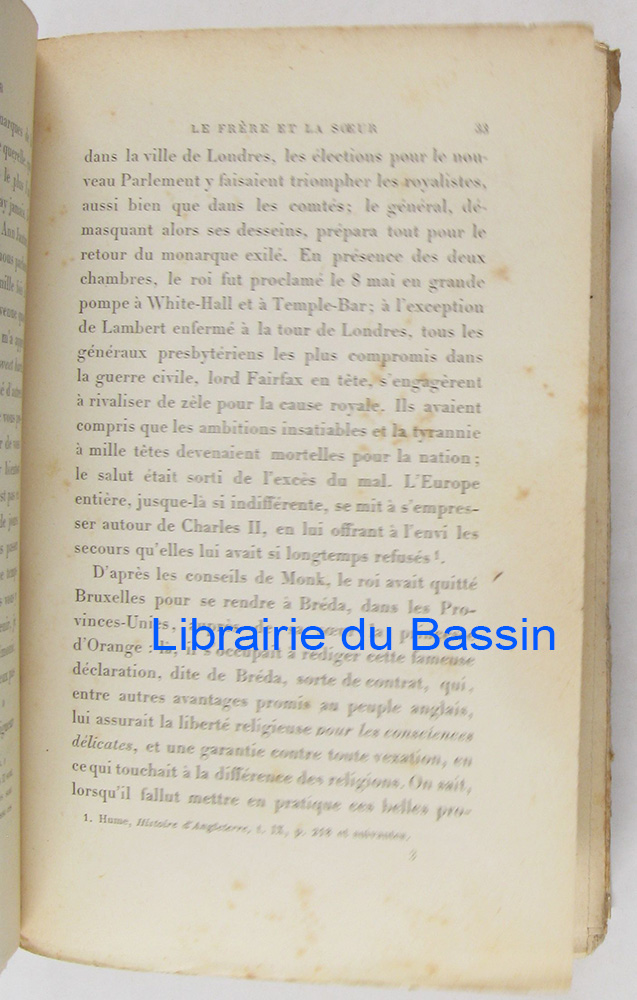 LE FRÈRE ET LA SŒUR 33
dans la ville de Londres, les élections pour le nou-
veau Parlement y faisaient triompher les royalistes,
aussi bien que dans les comtés; le général, dé-
masquant alors ses desseins, prépara tout pour le
retour du monarque exilé. En présence des deux
chambres, le roi fut proclamé le 8 mai en grande
pompe à White-Hall et à Temple-Bar; à l'exception
de Lambert enfermé à la tour de Londres, tous les
généraux presbytériens les plus compromis dans
la guerre civile, lord Fairfax en tête, s'engagèrent
à rivaliser de zèle pour la cause royale. Ils avaient
compris que les ambitions insatiables et la tyrannie
à mille têtes devenaient mortelles pour la nation;
le salut était sorti de l'excès du mal. L'Europe
entière, jusque-là si indifférente, se mit à s'empres-
ser autour de Charles II, en lui offrant à l'envi les
secours qu'elles lui avait si longtemps refusés¹.
D'après les conseils de Monk, le roi avait quitté
Bruxelles pour se rendre à Bréda, dans les Pro-
vinces-Unies,
Librairie du Bassin
d'Orange : là, il s'occupait à rédiger cette fameuse
déclaration, dite de Bréda, sorte de contrat, qui,
entre autres avantages promis au peuple anglais,
lui assurait la liberté religieuse pour les consciences
délicates, et une garantie contre toute vexation, en
ce qui touchait à la différence des religions. On sait,
lorsqu'il fallut mettre en pratique ces belles pro-
1. Hume, Histoire d'Angleterre, t.